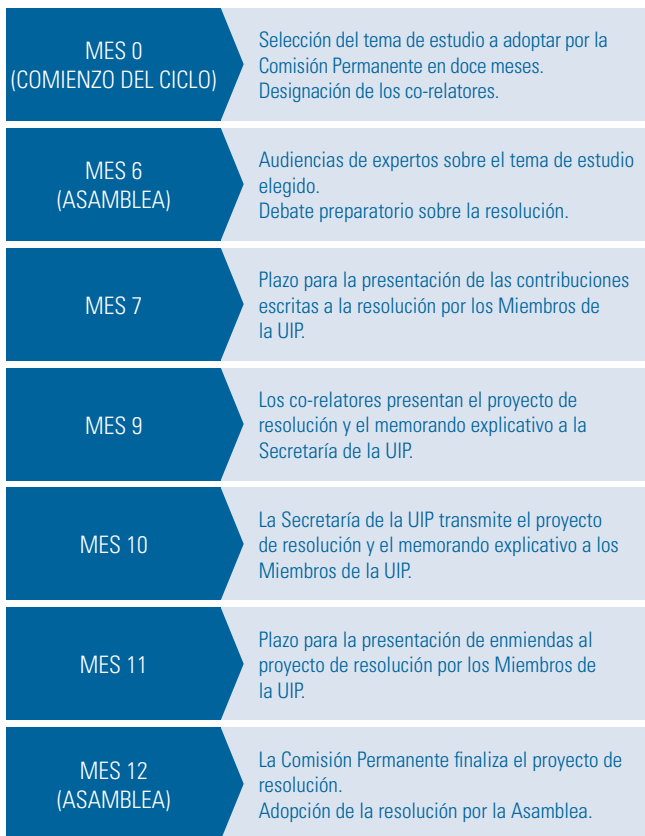 MES 0
(COMIENZO DEL CICLO)
Selección del tema de estudio a adoptar por la
Comisión Permanente en doce meses.
Designación de los co-relatores.
MES 6
(ASAMBLEA)
Audiencias de expertos sobre el tema de estudio
elegido.
Debate preparatorio sobre la resolución.
MES 7
Plazo para la presentación de las contribuciones
escritas a la resolución por los Miembros de
la UIP.
MES 9
Los co-relatores presentan el proyecto de
resolución y el memorando explicativo a la
Secretaría de la UIP.
MES 10
La Secretaría de la UIP transmite el proyecto
de resolución y el memorando explicativo a los
Miembros de la UIP.
MES 11
Plazo para la presentación de enmiendas al
proyecto de resolución por los Miembros de
la UIP.
MES 12
(ASAMBLEA)
La Comisión Permanente finaliza el proyecto de
resolución.
Adopción de la resolución por la Asamblea.